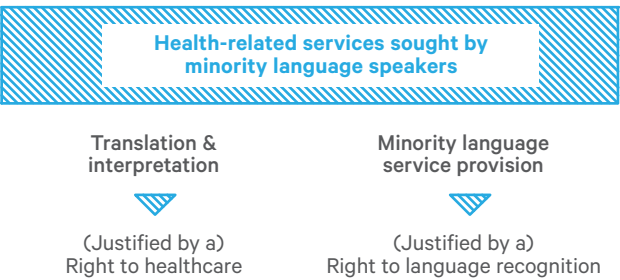 Health-related services sought by
minority language speakers
Translation &
interpretation
Minority language
service provision
(Justified by a)
Right to healthcare
(Justified by a)
Right to language recognition